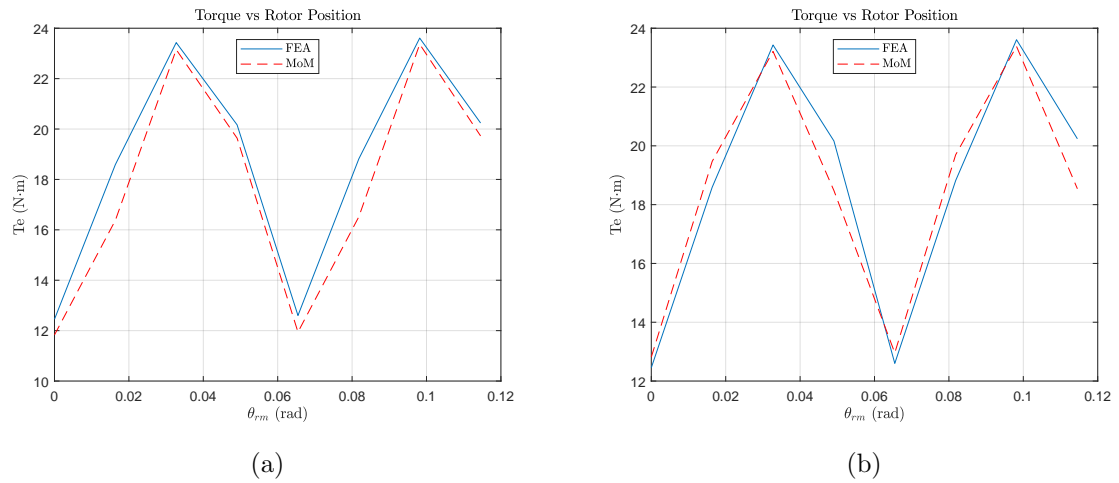 Torque vs Rotor Position
24
22
20
18
16
14
12
10
Te (N·m)
FEA
MoM
0
0.02
0.04
0.06
0.08
0.1
0.12
θrm (rad)
(a)
Torque vs Rotor Position
24
22
20
18
16
14
12
Te (N·m)
FEA
MoM
0
0.02
0.04
0.06
0.08
0.1
0.12
θrm (rad)
(b)